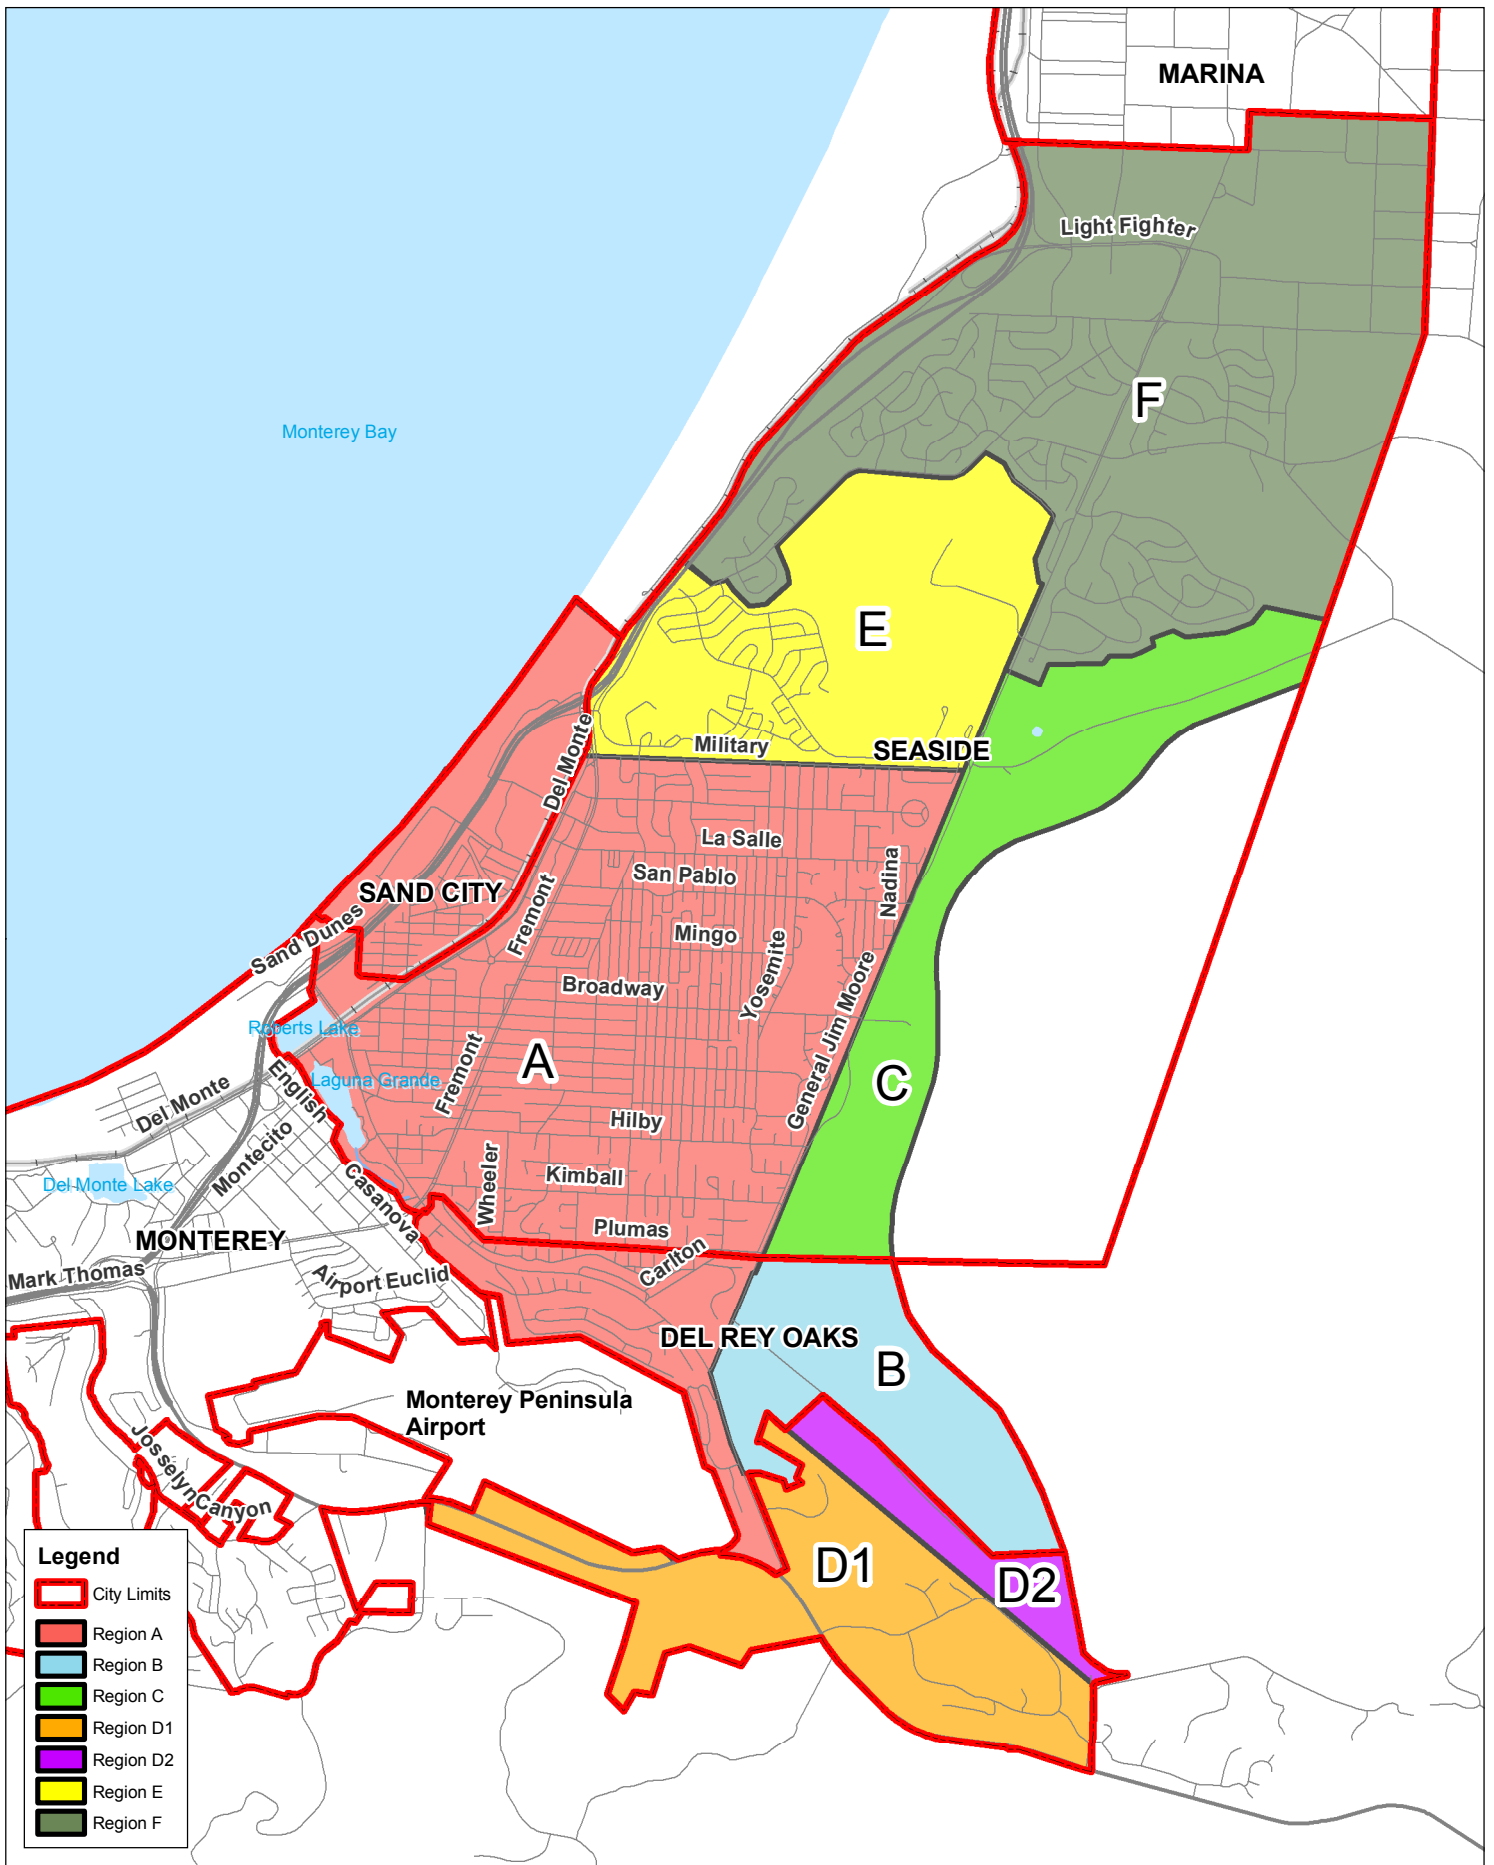 MARINA
Light Fighter
F
Monterey Bay
E
Del Monte
Military
SEASIDE
La Salle
San Pablo
Nadina
SAND CITY
Fremont
Sand Dunes
Mingo
Yosemite
Broadway
General Jim Moore
Roberts Lake
A
Fremont
Laguna Grande
C
English
Del Monte
Hilby
Montecito
Wheeler
Kimball
Casanova
Del Monte Lake
Plumas
MONTEREY
Carlton
Mark Thomas
Airport Euclid
DEL REY OAKS
B
Monterey Peninsula
Airport
Josselyn Canyon
D1
D2
Legend
City Limits
Region A
Region B
Region C
Region D1
Region D2
Region E
Region F